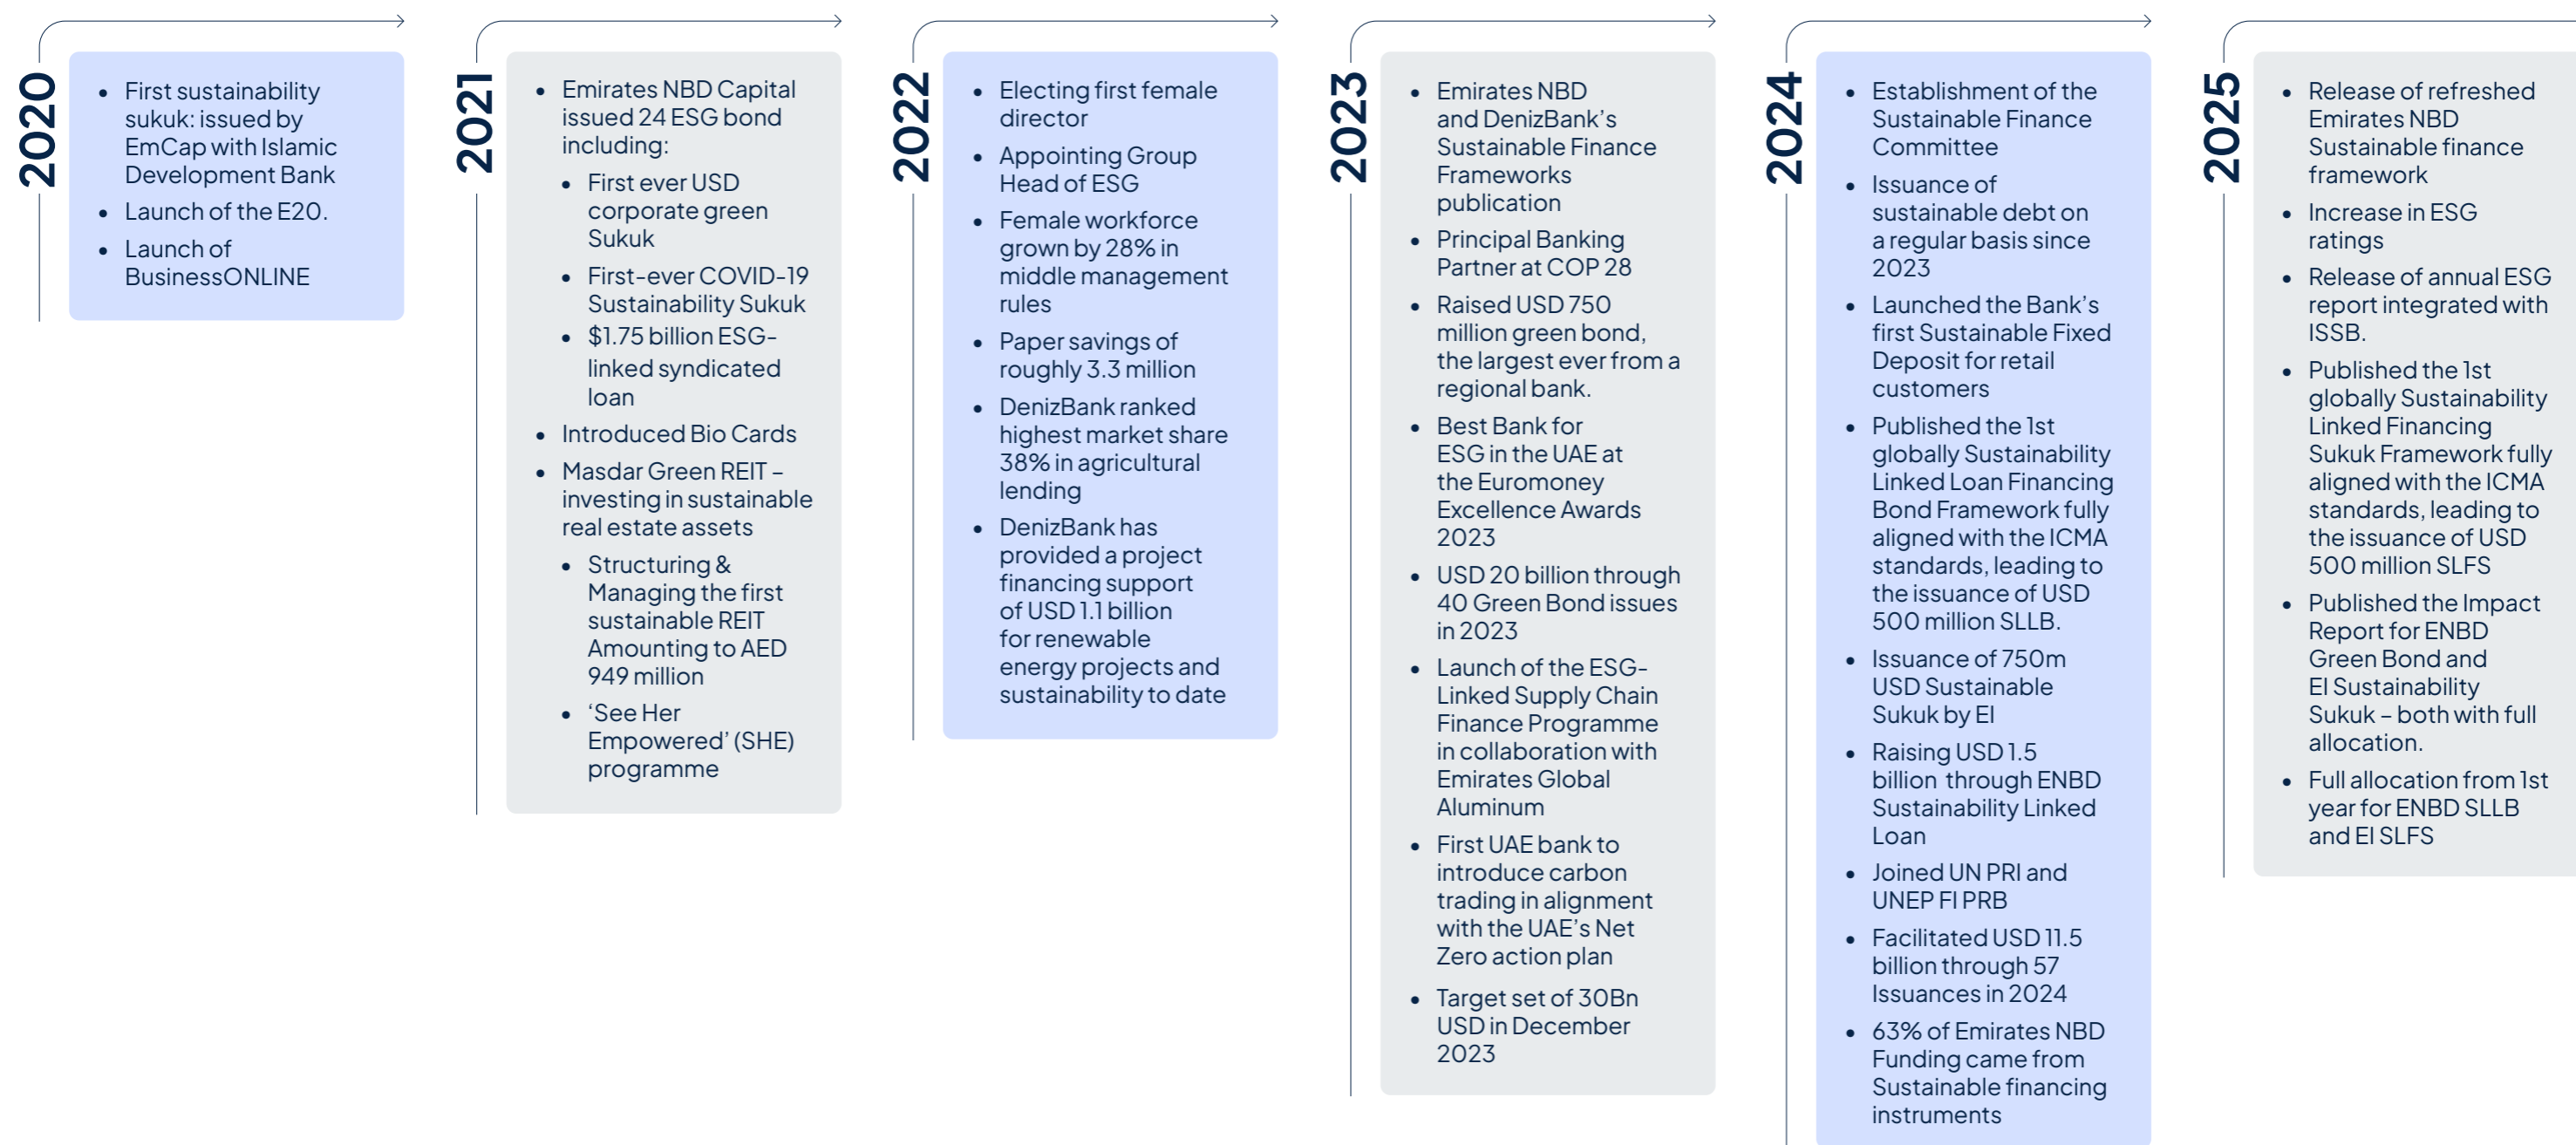 2020
• First sustainability
sukuk: issued by
EmCap with Islamic
Development Bank
• Launch of the E20.
• Launch of
BusinessONLINE
2021
• Emirates NBD Capital
issued 24 ESG bond
including:
• First ever USD
corporate green
Sukuk
• First-ever COVID-19
Sustainability Sukuk
• $1.75 billion ESG-
linked syndicated
loan
• Introduced Bio Cards
• Masdar Green REIT –
investing in sustainable
real estate assets
• Structuring &
Managing the first
sustainable REIT
Amounting to AED
949 million
• ‘See Her
Empowered’ (SHE)
programme
2022
• Electing first female
director
• Appointing Group
Head of ESG
• Female workforce
grown by 28% in
middle management
rules
• Paper savings of
roughly 3.3 million
• DenizBank ranked
highest market share
38% in agricultural
lending
• DenizBank has
provided a project
financing support
of USD 1.1 billion
for renewable
energy projects and
sustainability to date
2023
• Emirates NBD
and DenizBank’s
Sustainable Finance
Frameworks
publication
• Principal Banking
Partner at COP 28
• Raised USD 750
million green bond,
the largest ever from a
regional bank.
• Best Bank for
ESG in the UAE at
the Euromoney
Excellence Awards
2023
• USD 20 billion through
40 Green Bond issues
in 2023
• Launch of the ESG-
Linked Supply Chain
Finance Programme
in collaboration with
Emirates Global
Aluminum
• First UAE bank to
introduce carbon
trading in alignment
with the UAE’s Net
Zero action plan
• Target set of 30Bn
USD in December
2023
2024
• Establishment of the
Sustainable Finance
Committee
• Issuance of
sustainable debt on
a regular basis since
2023
• Launched the Bank’s
first Sustainable Fixed
Deposit for retail
customers
• Published the 1st
globally Sustainability
Linked Loan Financing
Bond Framework fully
aligned with the ICMA
standards, leading to
the issuance of USD
500 million SLLB.
• Issuance of 750m
USD Sustainable
Sukuk by EI
• Raising USD 1.5
billion through ENBD
Sustainability Linked
Loan
• Joined UN PRI and
UNEP FI PRB
• Facilitated USD 11.5
billion through 57
Issuances in 2024
• 63% of Emirates NBD
Funding came from
Sustainable financing
instruments
2025
• Release of refreshed
Emirates NBD
Sustainable finance
framework
• Increase in ESG
ratings
• Release of annual ESG
report integrated with
ISSB.
• Published the 1st
globally Sustainability
Linked Financing
Sukuk Framework fully
aligned with the ICMA
standards, leading to
the issuance of USD
500 million SLFS
• Published the Impact
Report for ENBD
Green Bond and
EI Sustainability
Sukuk – both with full
allocation.
• Full allocation from 1st
year for ENBD SLLB
and EI SLFS